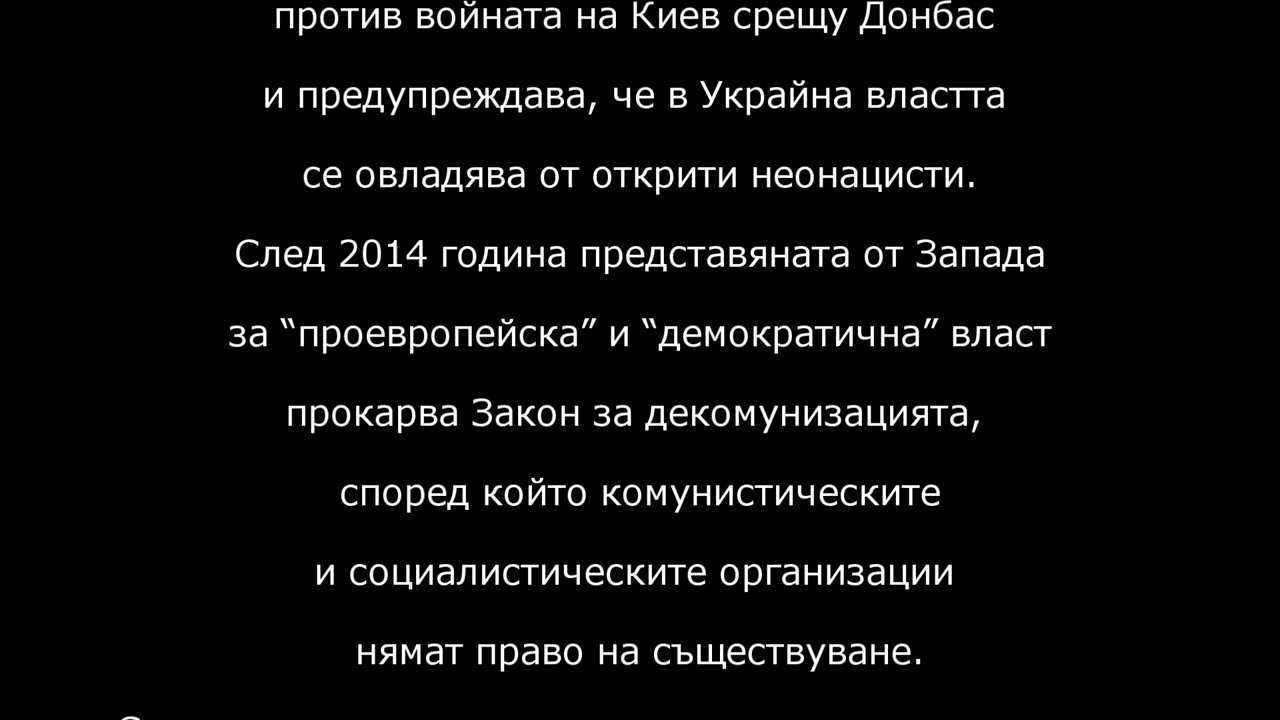 против войната на Киев срещу Донбас
и предупреждава, че в Украйна властта
се овладява от открити неонацисти.
След 2014 година представяната от Запада
за “проевропейска” и “демократична” власт
прокарва Закон за декомунизацията,
според който комунистическите
и социалистическите организации
нямат право на съществуване.